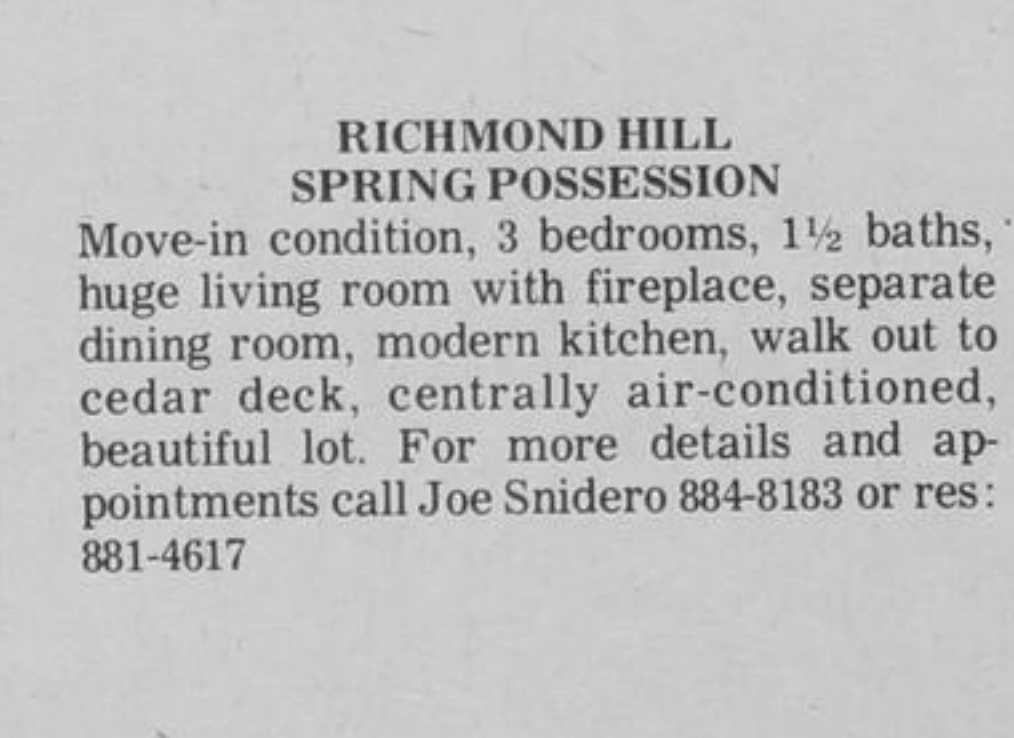 RICHMOND HILL
SPRING POSSESSION
Move-in condition, 3 bedrooms, 1½ baths,
huge living room with fireplace, separate
dining room, modern kitchen, walk out to
cedar deck, centrally air-conditioned,
beautiful lot. For more details and ap-
pointments call Joe Snidero 884-8183 or res:
881-4617